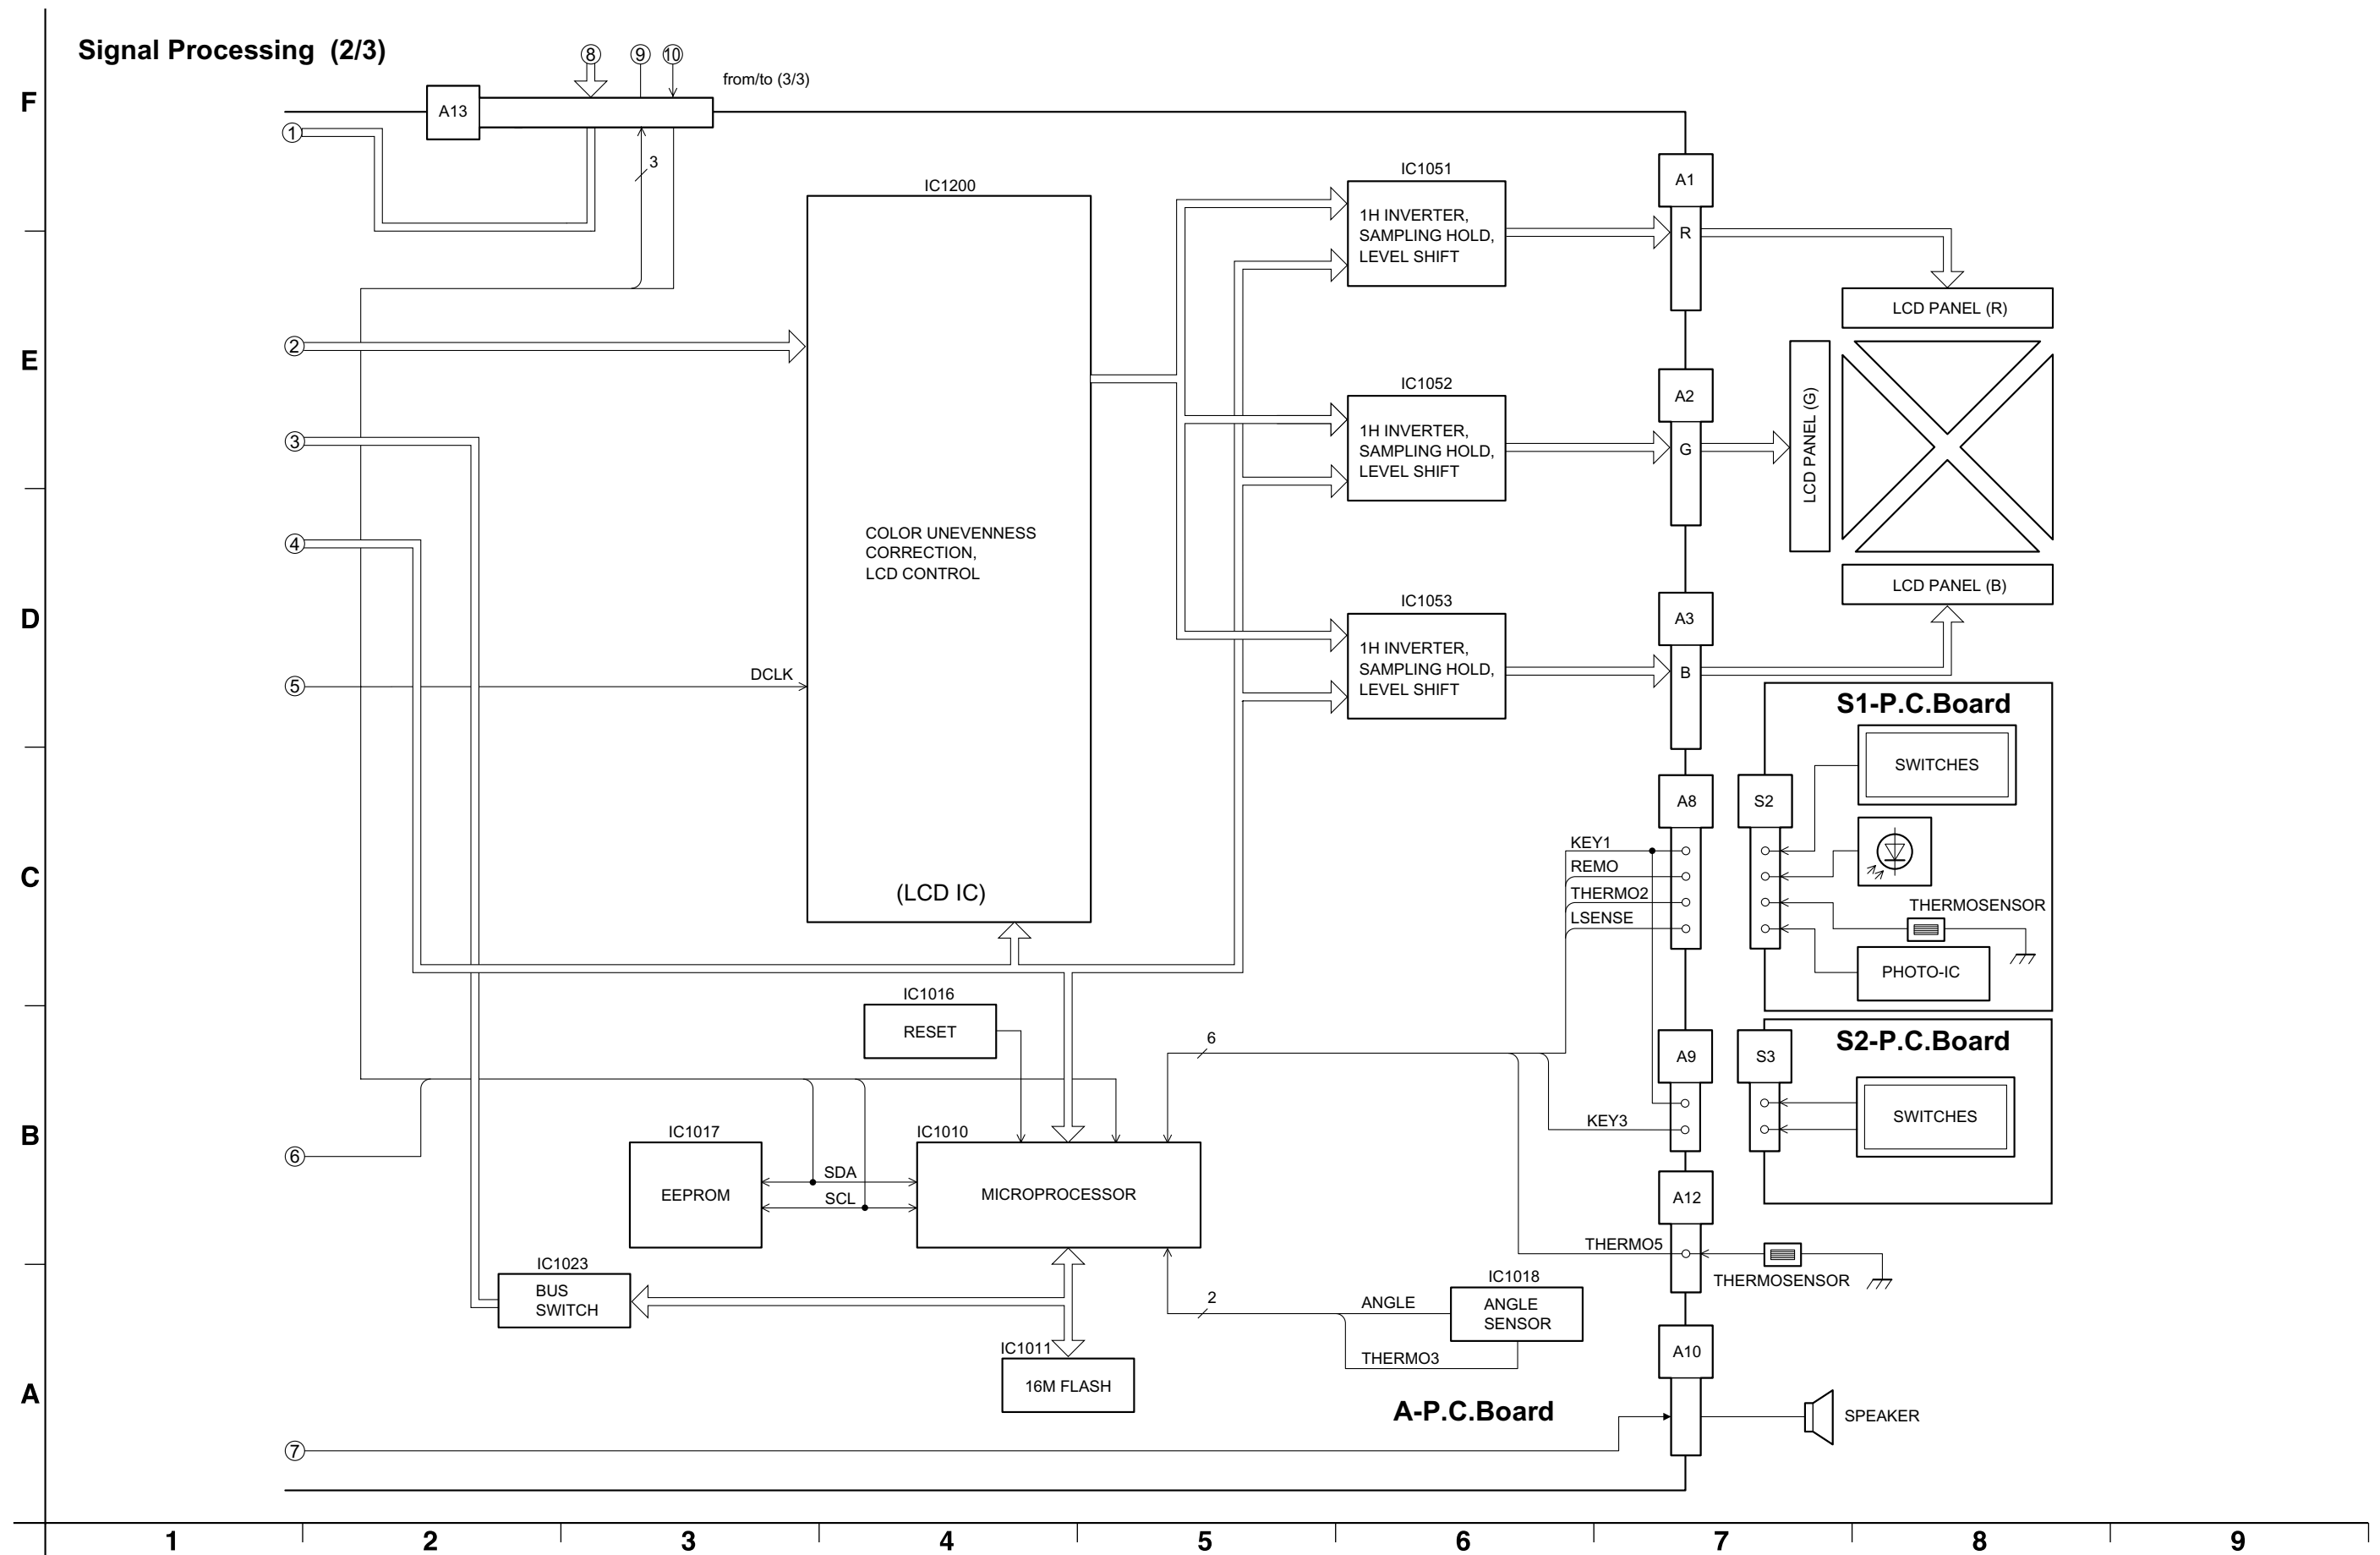 Signal Processing (2/3)
8
9
10
from/to (3/3)
F
A13
1
3
IC1200
IC1051
1H INVERTER,
SAMPLING HOLD,
LEVEL SHIFT
A1
R
LCD PANEL (R)
E
2
IC1052
1H INVERTER,
SAMPLING HOLD,
LEVEL SHIFT
A2
G
LCD PANEL (G)
3
4
COLOR UNEVENNESS
CORRECTION,
LCD CONTROL
(LCD IC)
LCD PANEL (B)
D
IC1053
1H INVERTER,
SAMPLING HOLD,
LEVEL SHIFT
A3
B
5
DCLK
S1-P.C.Board
SWITCHES
A8
S2
C
KEY1
REMO
THERMO2
LSENSE
THERMOSENSOR
PHOTO-IC
IC1016
RESET
6
A9
S3
S2-P.C.Board
SWITCHES
KEY3
B
6
IC1017
EEPROM
SDA
SCL
IC1010
MICROPROCESSOR
A12
THERMO5
THERMOSENSOR
IC1023
BUS
SWITCH
2
ANGLE
THERMO3
IC1018
ANGLE
SENSOR
IC1011
16M FLASH
A10
A
A-P.C.Board
SPEAKER
7
1
2
3
4
5
6
7
8
9